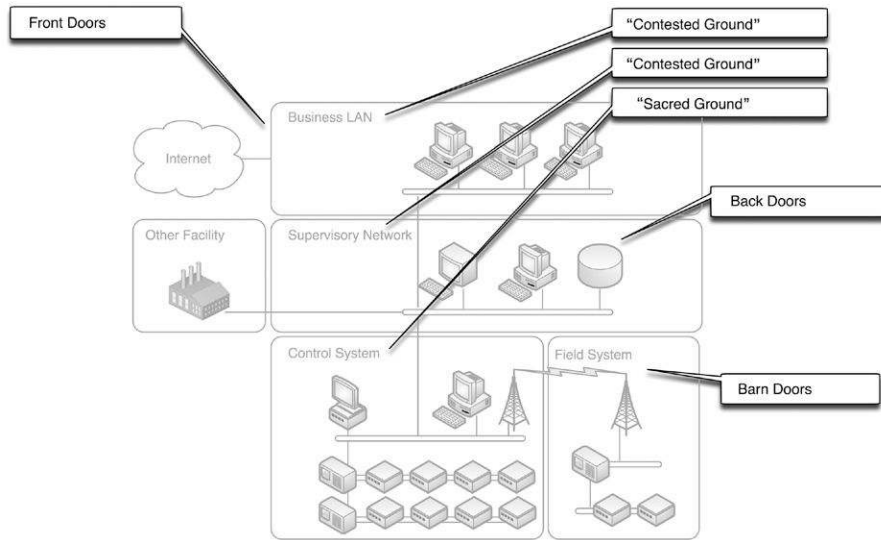 Front Doors
“Contested Ground”
“Contested Ground”
“Sacred Ground”
Business LAN
Internet
Back Doors
Other Facility
Supervisory Network
Control System
Field System
Barn Doors